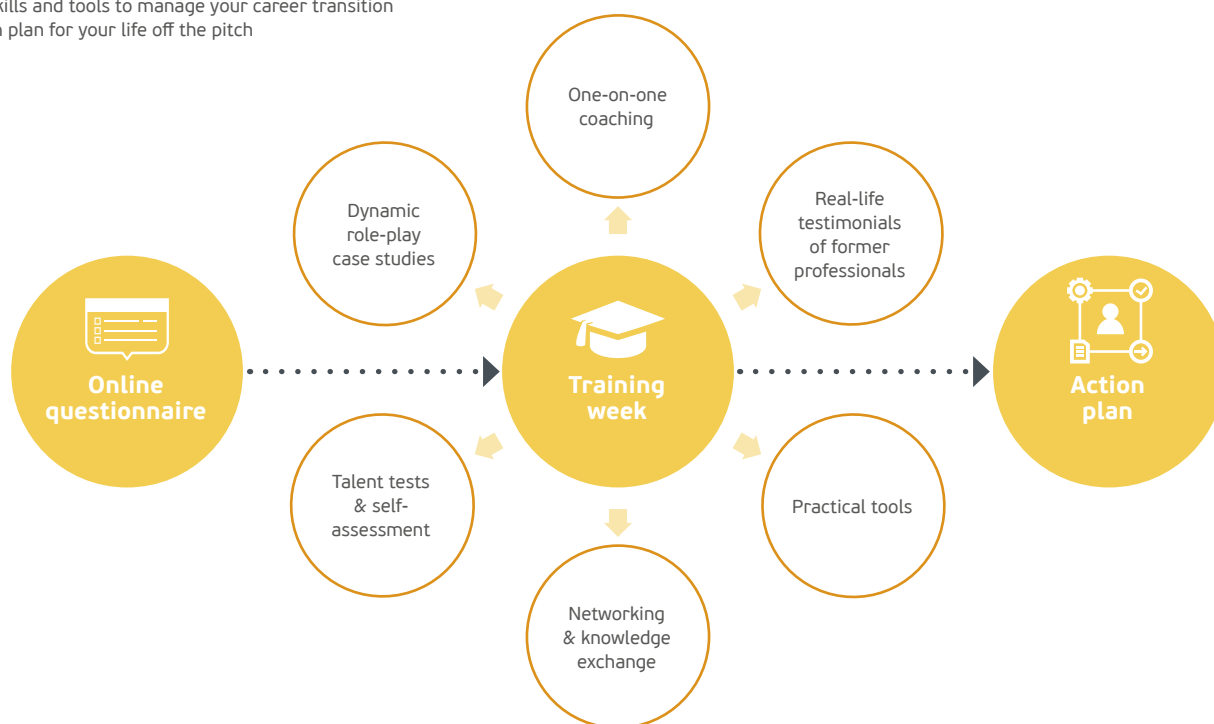 kills and tools to manage your career transition
n plan for your life off the pitch
One-on-one
coaching
Dynamic
role-play
case studies
Real-life
testimonials
of former
professionals
Online
questionnaire
Training
week
Action
plan
Talent tests
& self-
assessment
Practical tools
Networking
& knowledge
exchange